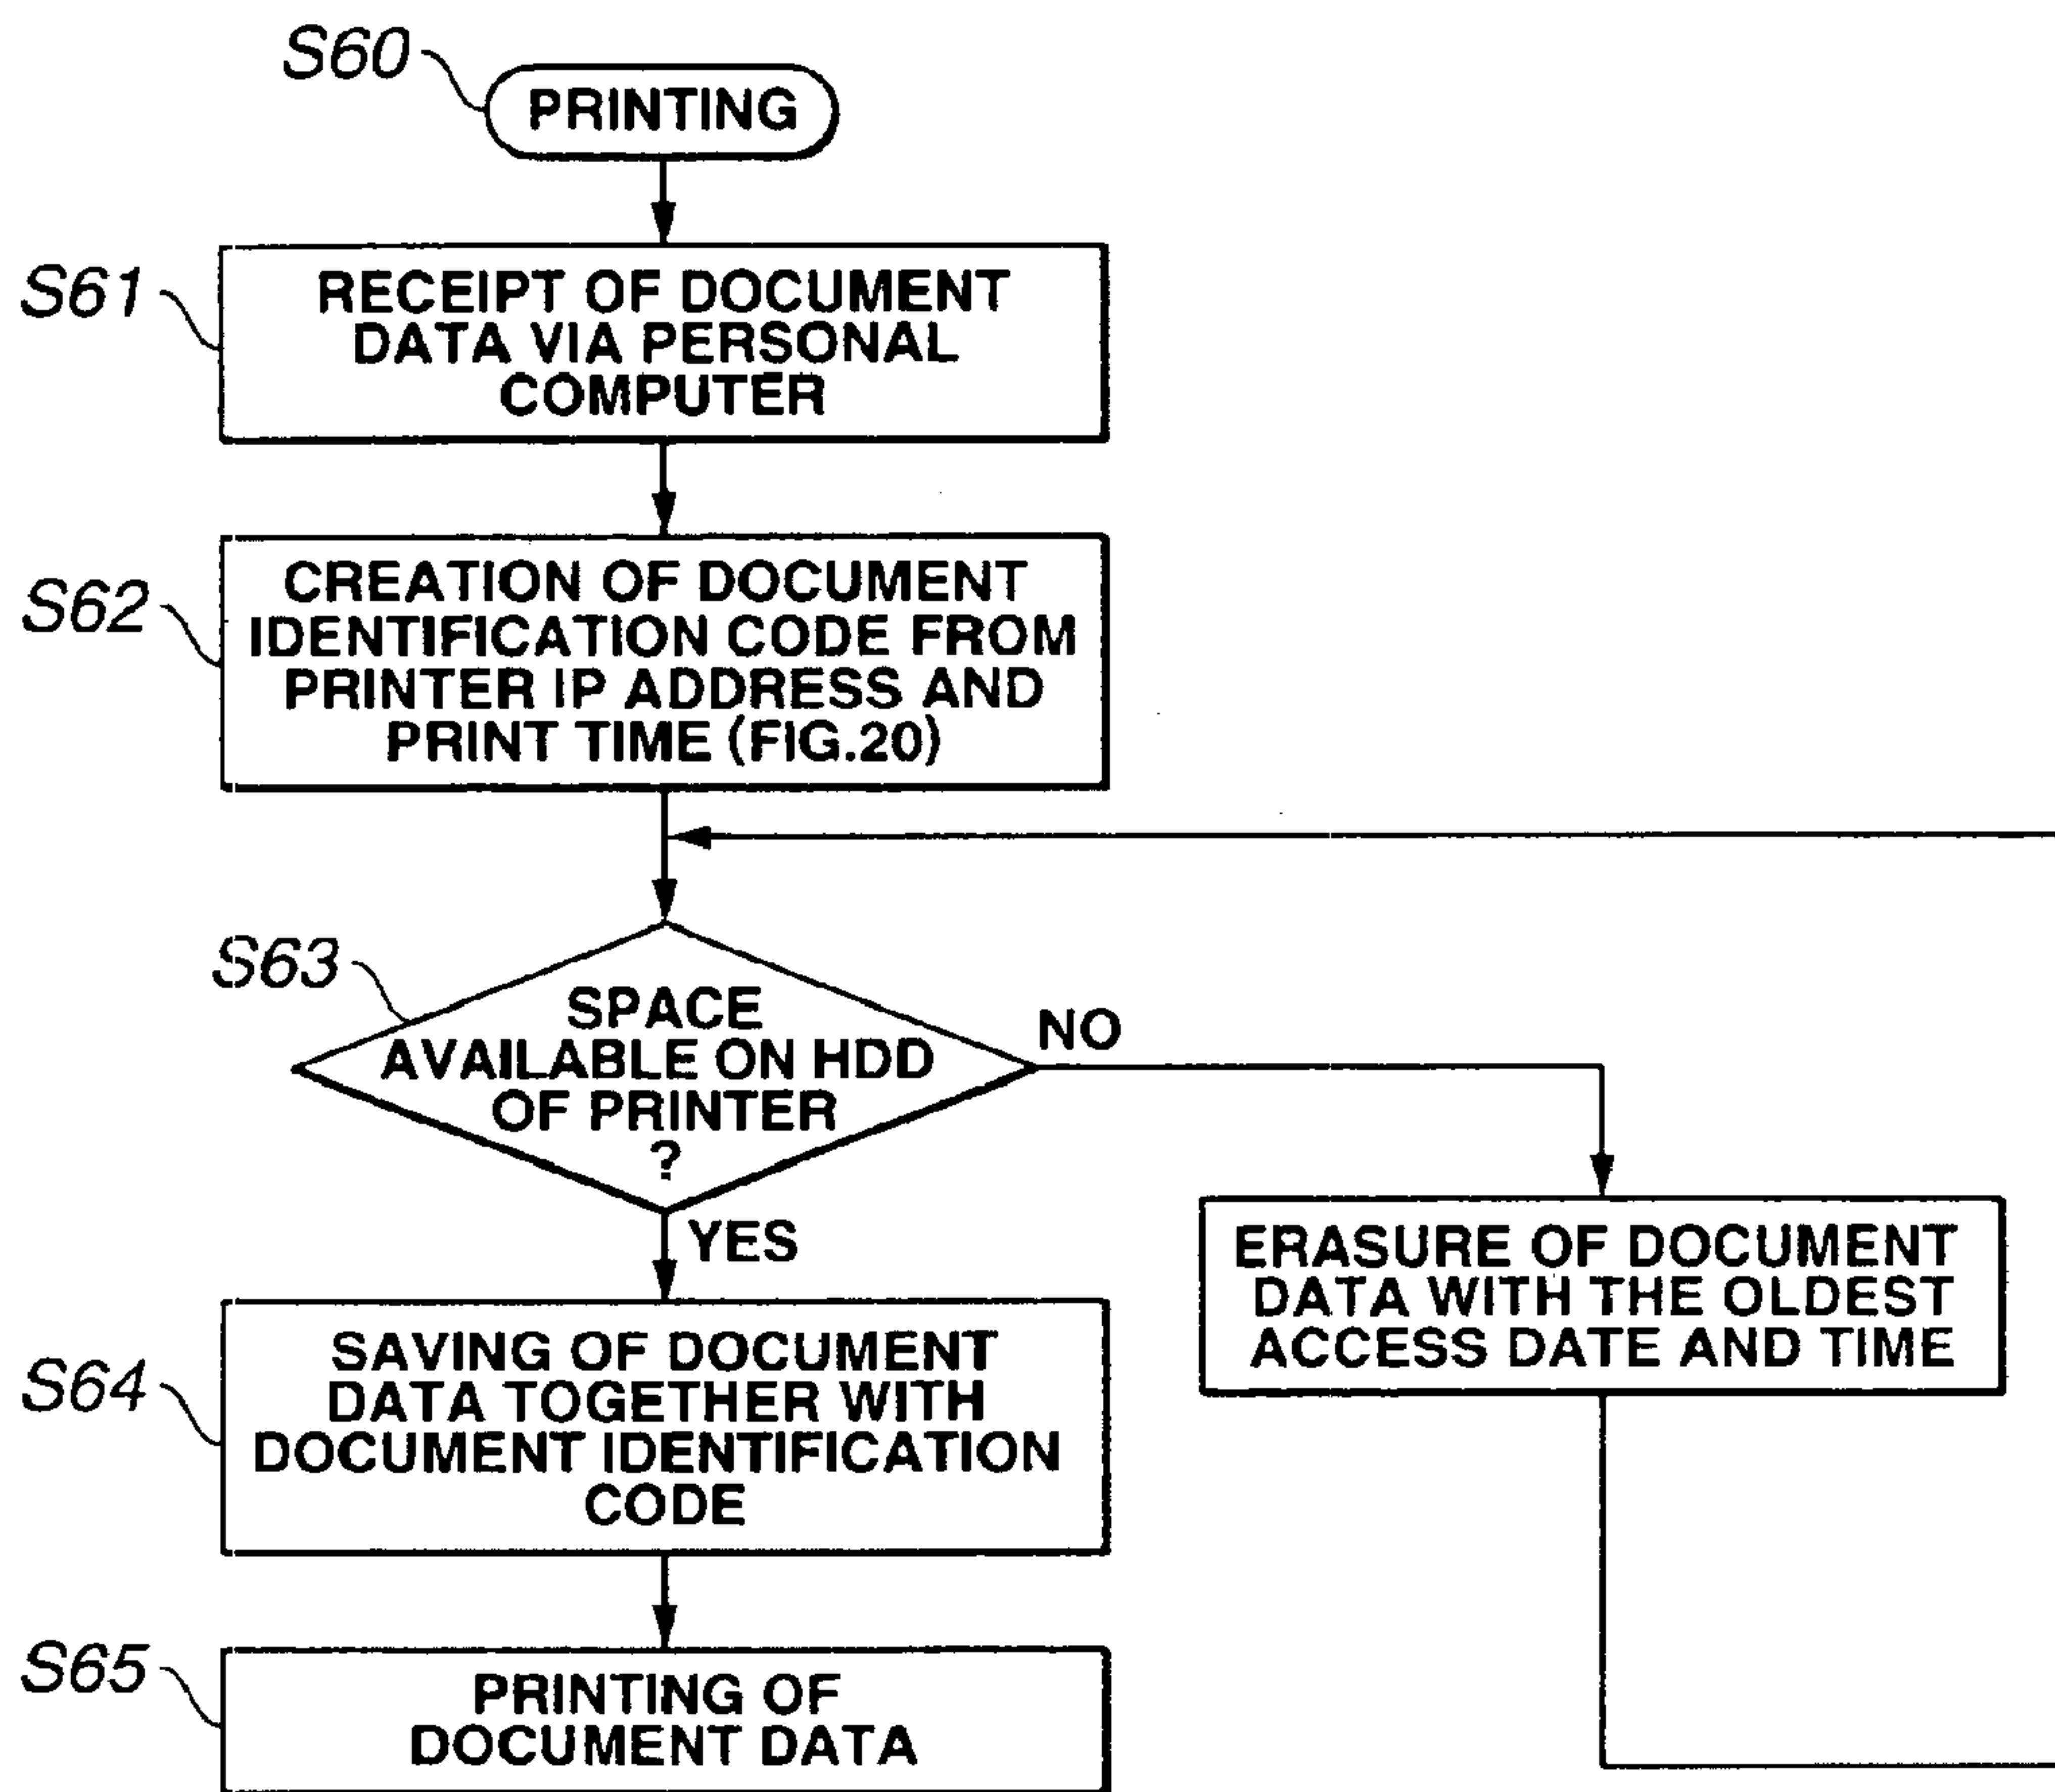 S60
PRINTING
S61
RECEIPT OF DOCUMENT
DATA VIA PERSONAL
COMPUTER
S62
CREATION OF DOCUMENT
IDENTIFICATION CODE FROM
PRINTER IP ADDRESS AND
PRINT TIME (FIG.20)
S63
SPACE
AVAILABLE ON HDD
OF PRINTER
?
NO
YES
ERASURE OF DOCUMENT
DATA WITH THE OLDEST
ACCESS DATE AND TIME
S64
SAVING OF DOCUMENT
DATA TOGETHER WITH
DOCUMENT IDENTIFICATION
CODE
S65
PRINTING OF
DOCUMENT DATA